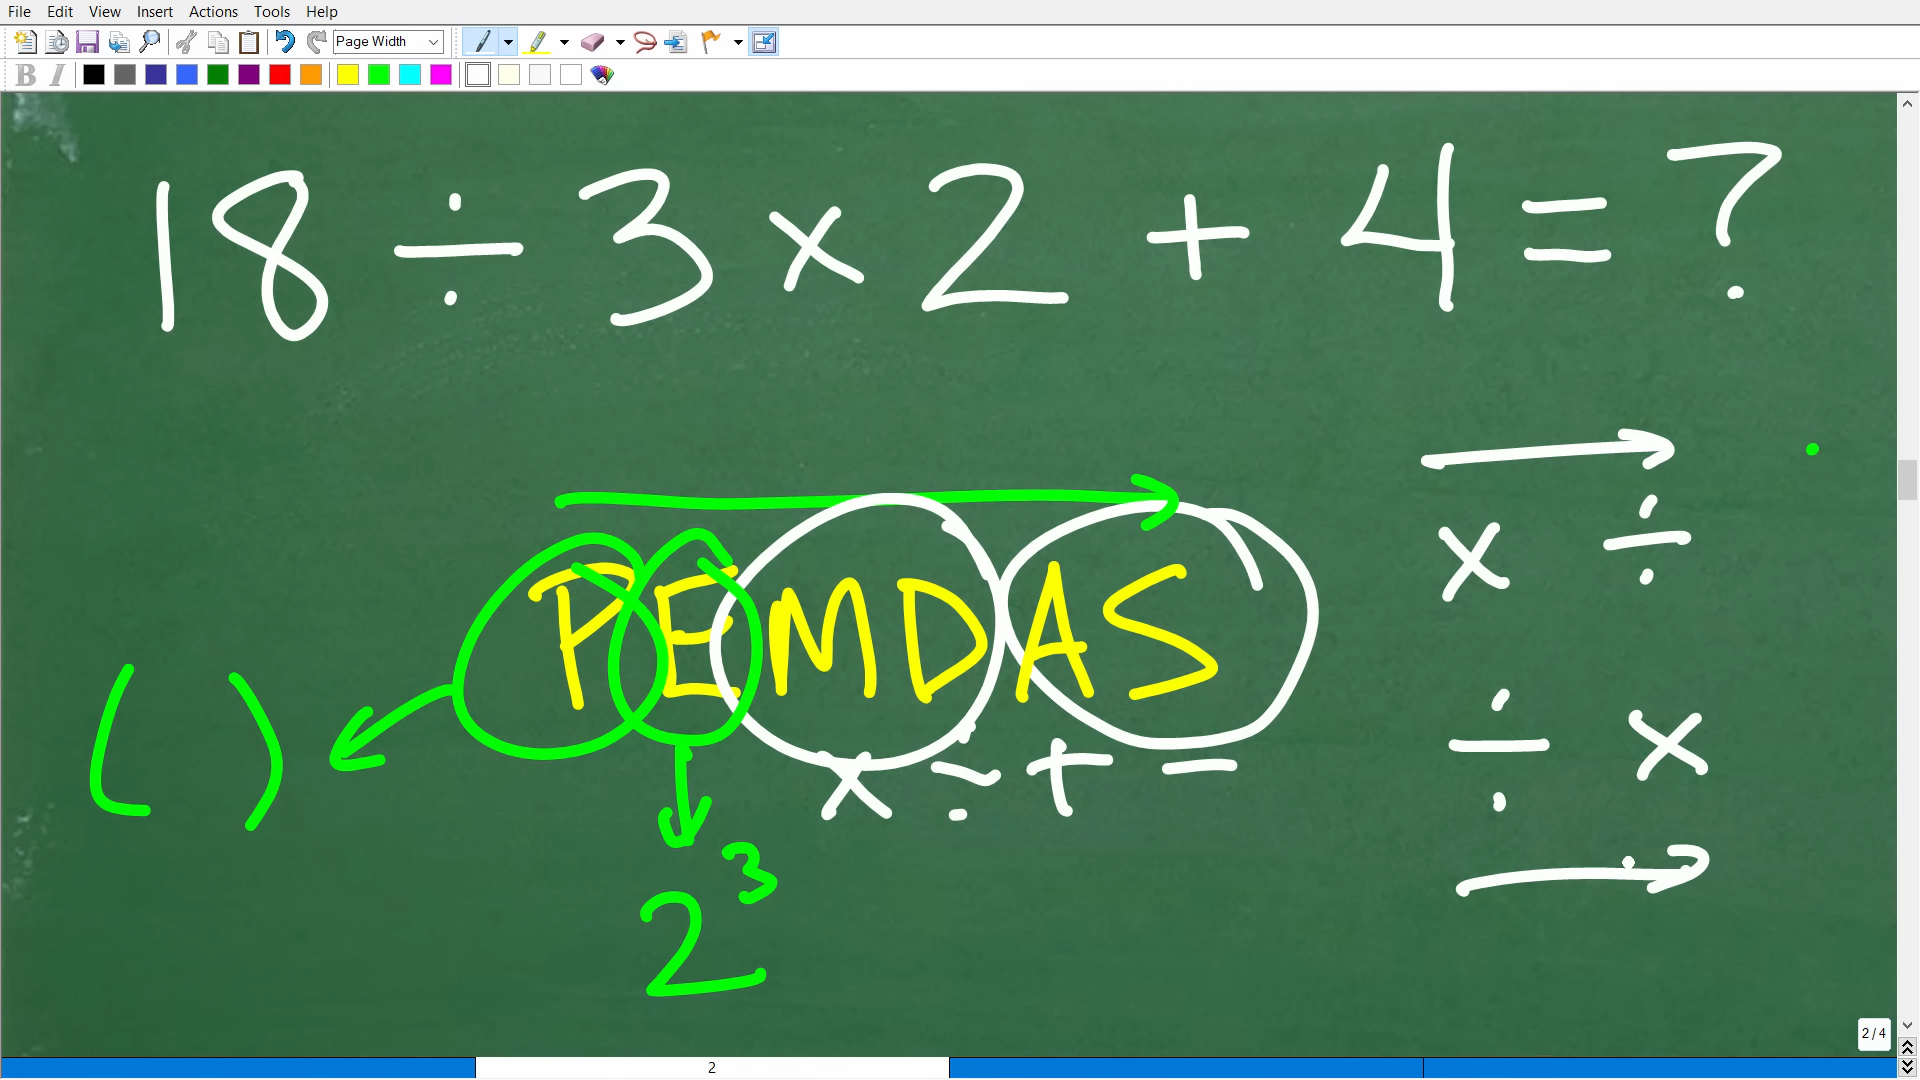 File Edit View Insert Actions Tools Help
Page Width
B I
18 ÷ 3 × 2 + 4 = ?
× ÷
PEMDAS
( )
÷ ×
× ÷ + −
2³
2 / 4
2